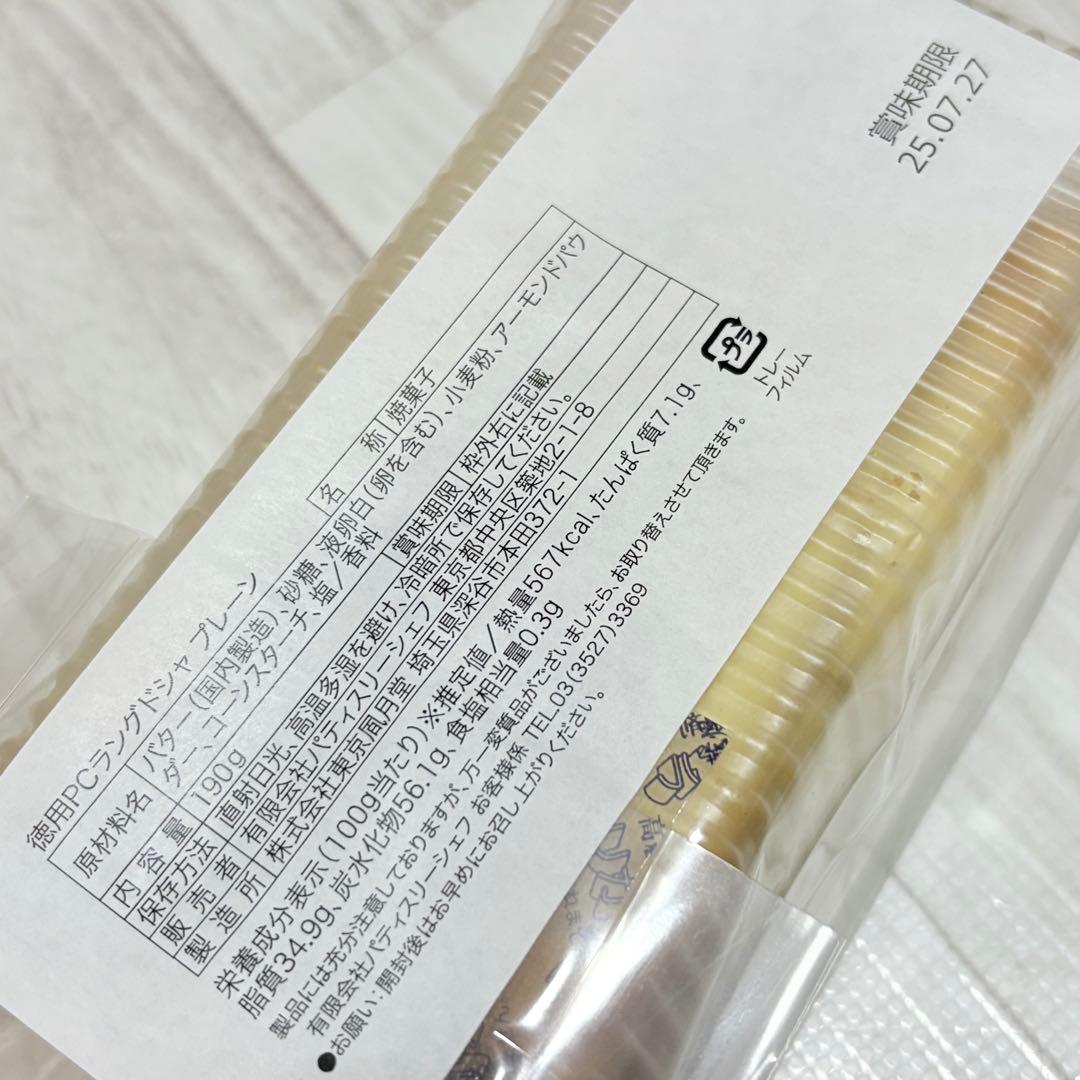 賞味期限
25.07.27
徳用PCラングドシャ プレーン
名称 焼菓子
原材料名 バター(国内製造)、砂糖、液卵白(卵を含む)、小麦粉、アーモンドパウ
ダー、コーンスターチ、塩/香料
内容量 190g 賞味期限 枠外右に記載
保存方法 直射日光、高温多湿を避け、冷暗所で保存してください。
販売者 有限会社パティスリーシェフ 東京都中央区築地2-1-8
製造所 株式会社東京凮月堂 埼玉県深谷市本田372-1
栄養成分表示(100g当たり)※推定値/熱量567kcal、たんぱく質7.1g、
脂質34.9g、炭水化物56.1g、食塩相当量0.3g
製品には充分注意しておりますが、万一変質品がございましたら、お取り替えさせて頂きます。
有限会社パティスリーシェフ お客様係 TEL.03(3527)3369
●お願い:開封後はお早めにお召し上がりください。
プラ
トレー
フィルム